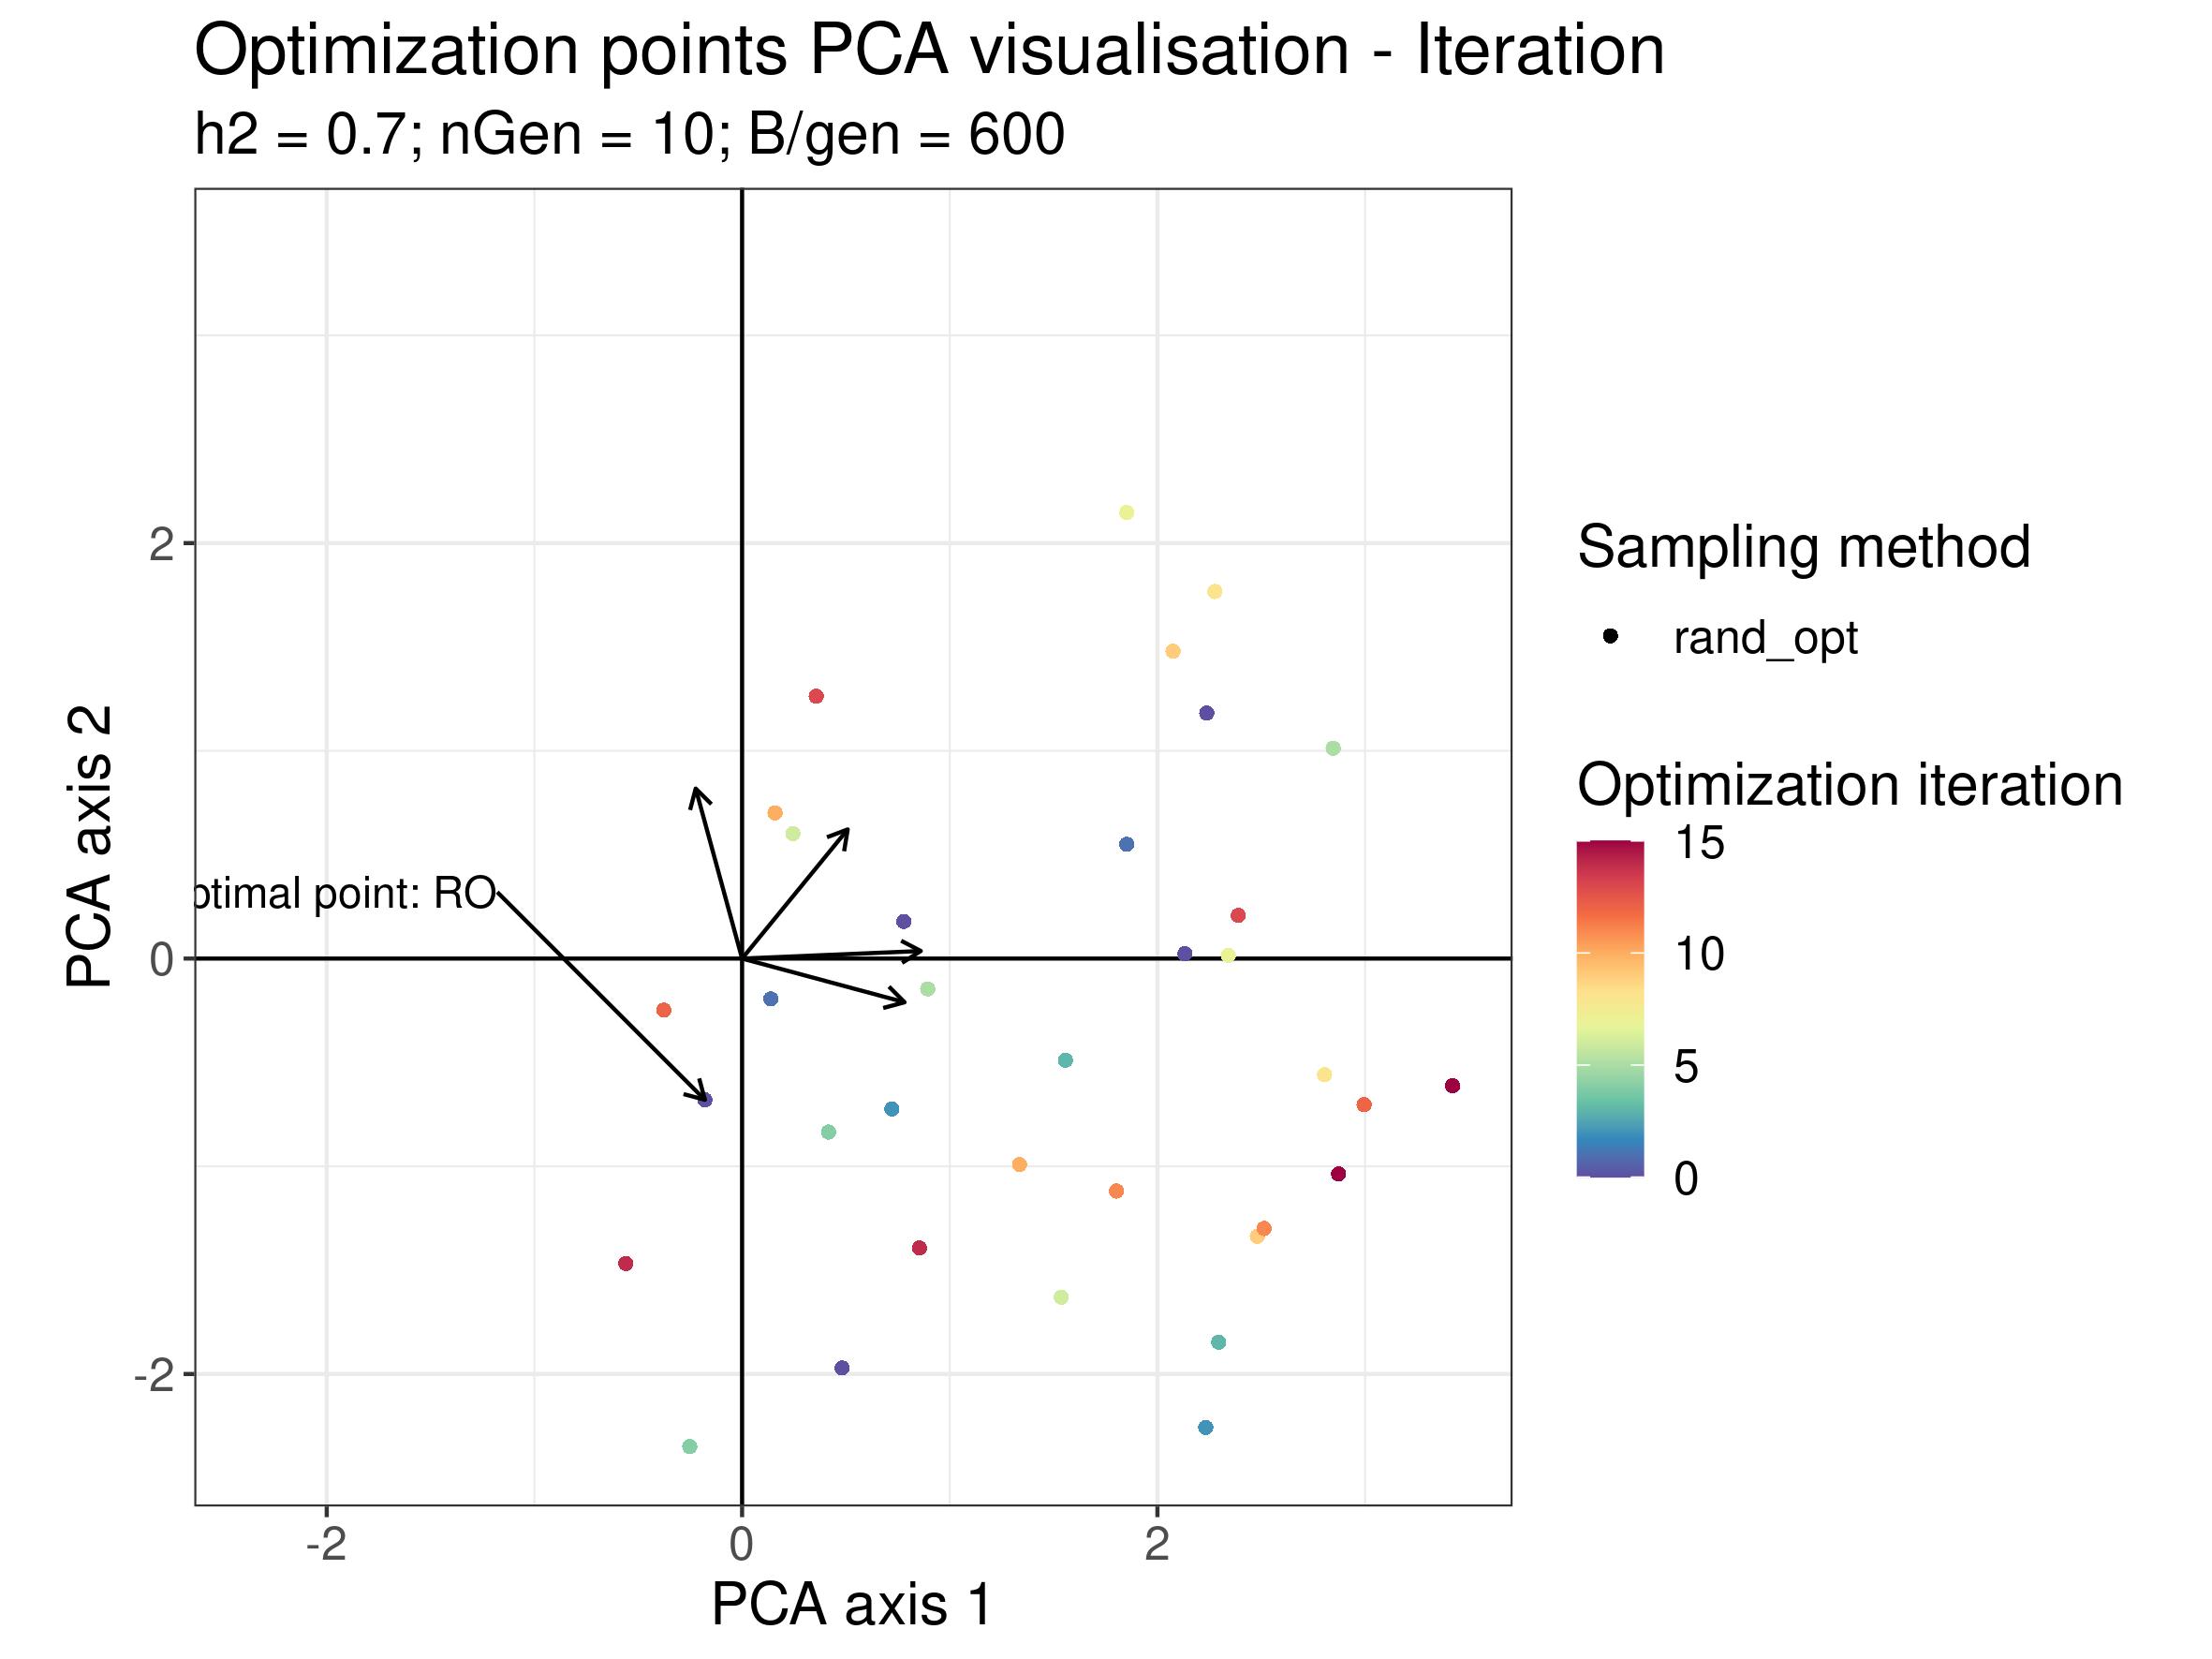 Optimization points PCA visualisation - Iteration
h2 = 0.7; nGen = 10; B/gen = 600
PCA axis 2
2
0
-2
ptimal point: RO
-2
0
2
PCA axis 1
Sampling method
rand_opt
Optimization iteration
15
10
5
0